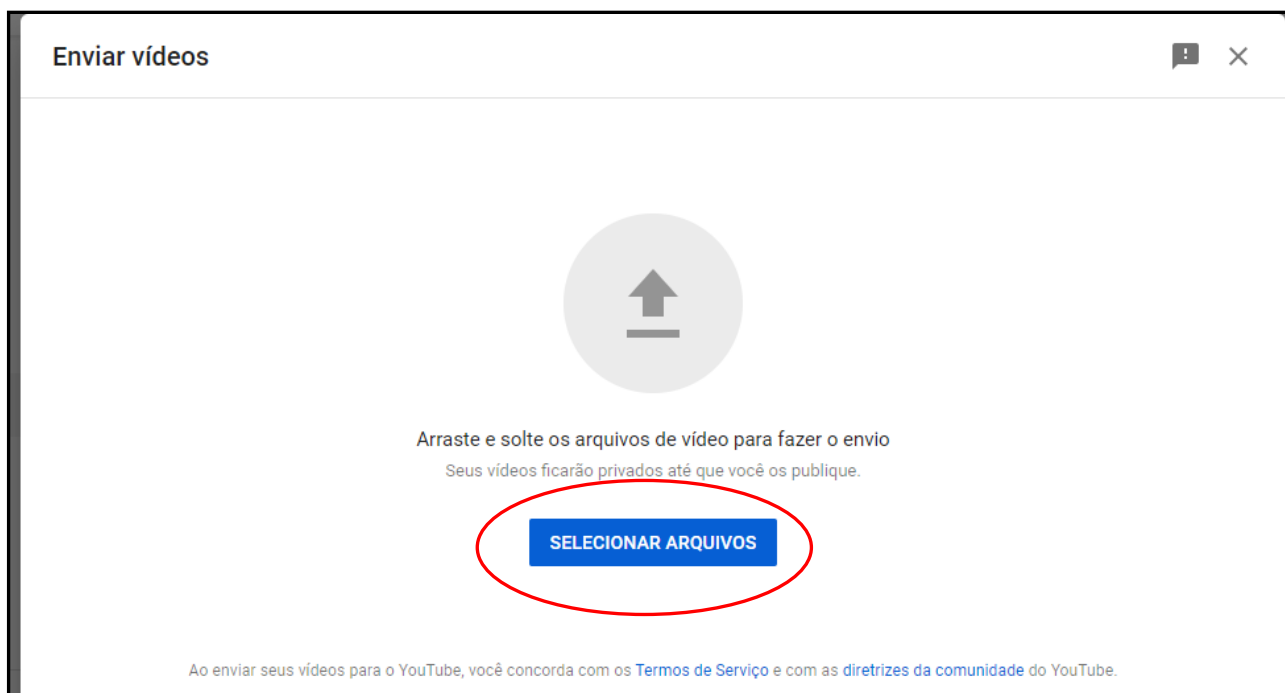 Enviar vídeos
Arraste e solte os arquivos de vídeo para fazer o envio
Seus vídeos ficarão privados até que você os publique.
SELECIONAR ARQUIVOS
Ao enviar seus vídeos para o YouTube, você concorda com os Termos de Serviço e com as diretrizes da comunidade do YouTube.